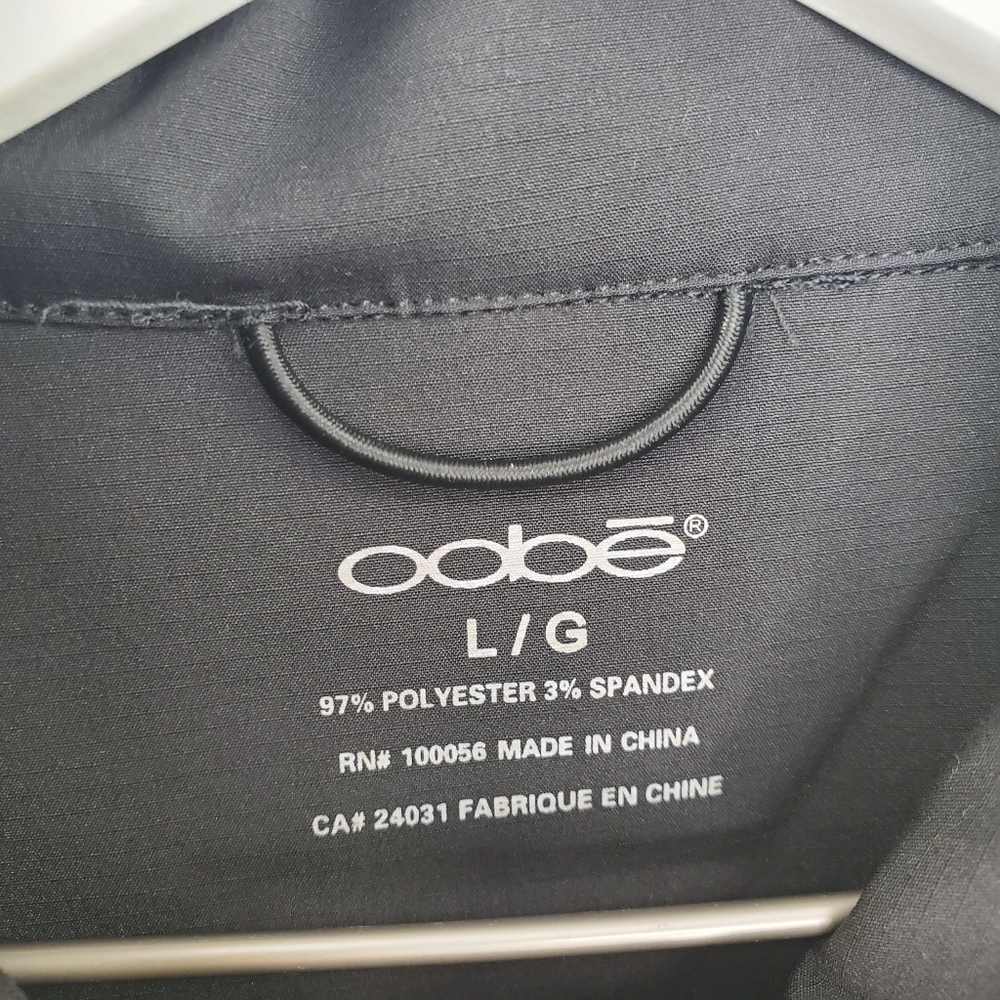 oobē®
L / G
97% POLYESTER 3% SPANDEX
RN# 100056 MADE IN CHINA
CA# 24031 FABRIQUE EN CHINE